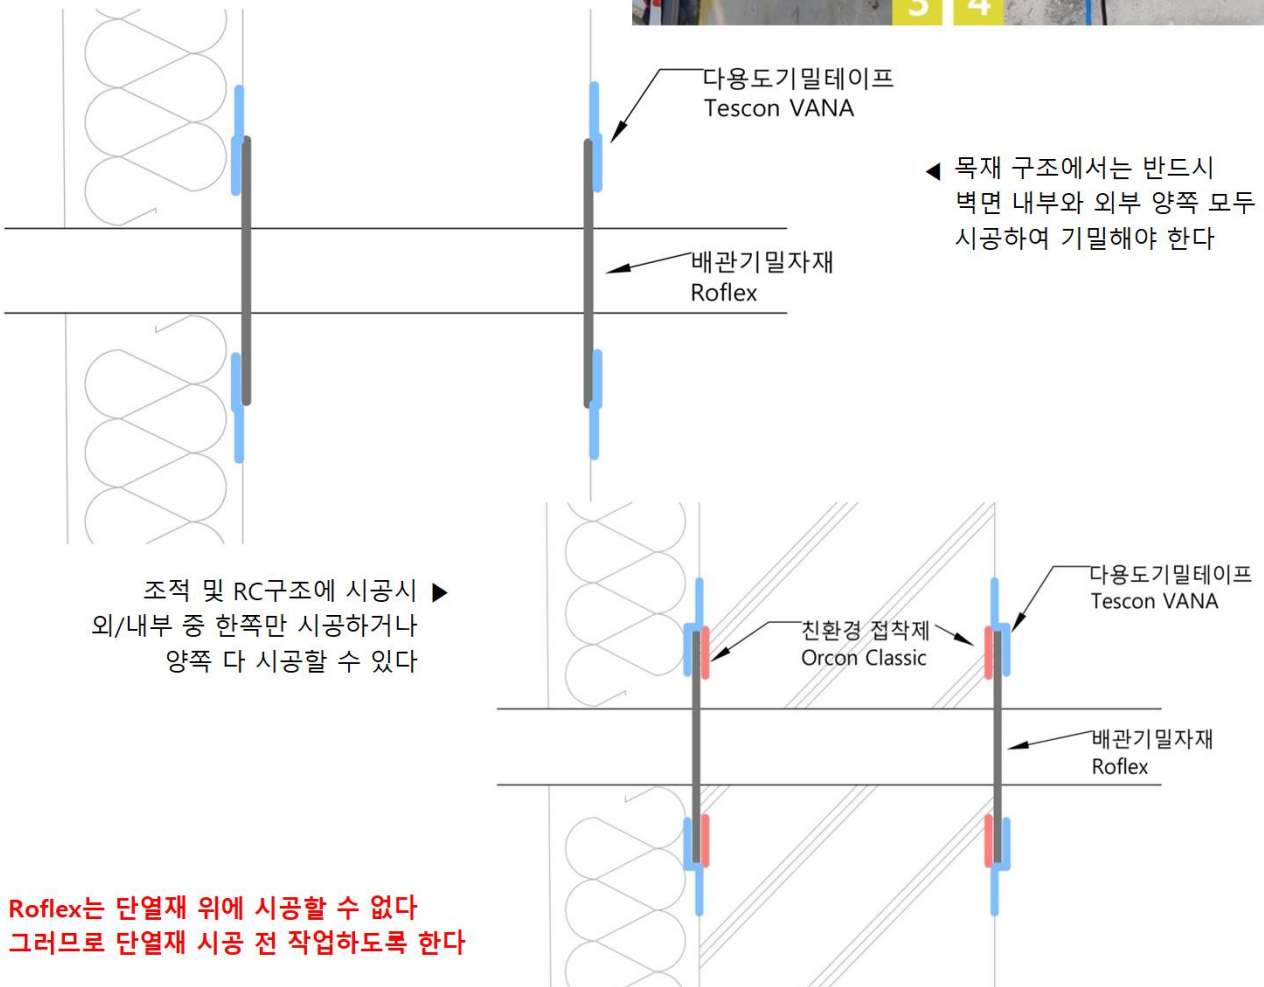 3 4
다용도기밀테이프
Tescon VANA
◀ 목재 구조에서는 반드시
벽면 내부와 외부 양쪽 모두
시공하여 기밀해야 한다
배관기밀자재
Roflex
조적 및 RC구조에 시공시 ▶
외/내부 중 한쪽만 시공하거나
양쪽 다 시공할 수 있다
다용도기밀테이프
Tescon VANA
친환경 접착제
Orcon Classic
배관기밀자재
Roflex
Roflex는 단열재 위에 시공할 수 없다
그러므로 단열재 시공 전 작업하도록 한다